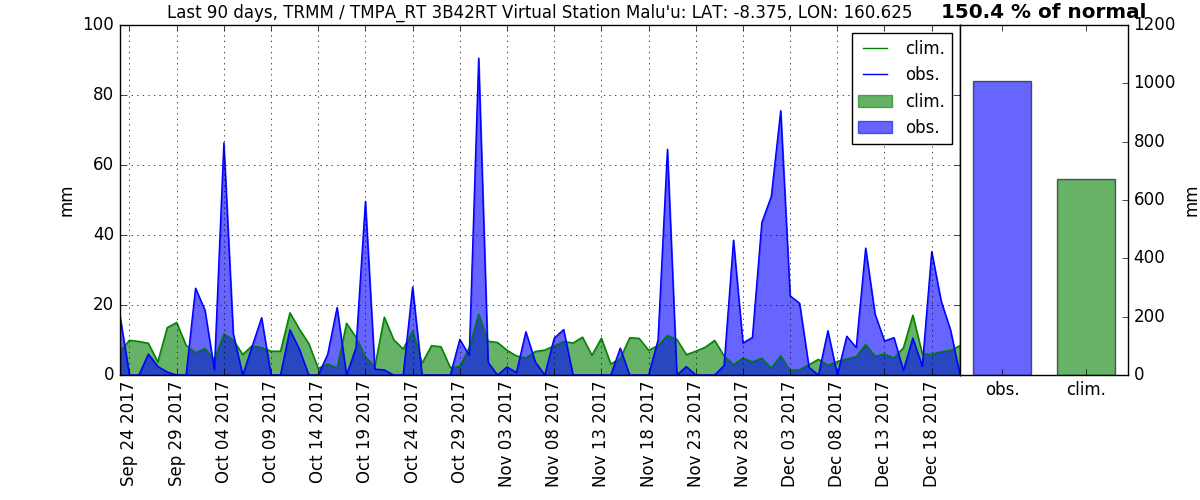 Last 90 days, TRMM / TMPA_RT 3B42RT Virtual Station Malu'u: LAT: -8.375, LON: 160.625
150.4 % of normal
100
80
60
40
20
0
mm
clim.
obs.
clim.
obs.
1200
1000
800
600
400
200
0
mm
Sep 24 2017
Sep 29 2017
Oct 04 2017
Oct 09 2017
Oct 14 2017
Oct 19 2017
Oct 24 2017
Oct 29 2017
Nov 03 2017
Nov 08 2017
Nov 13 2017
Nov 18 2017
Nov 23 2017
Nov 28 2017
Dec 03 2017
Dec 08 2017
Dec 13 2017
Dec 18 2017
obs.
clim.